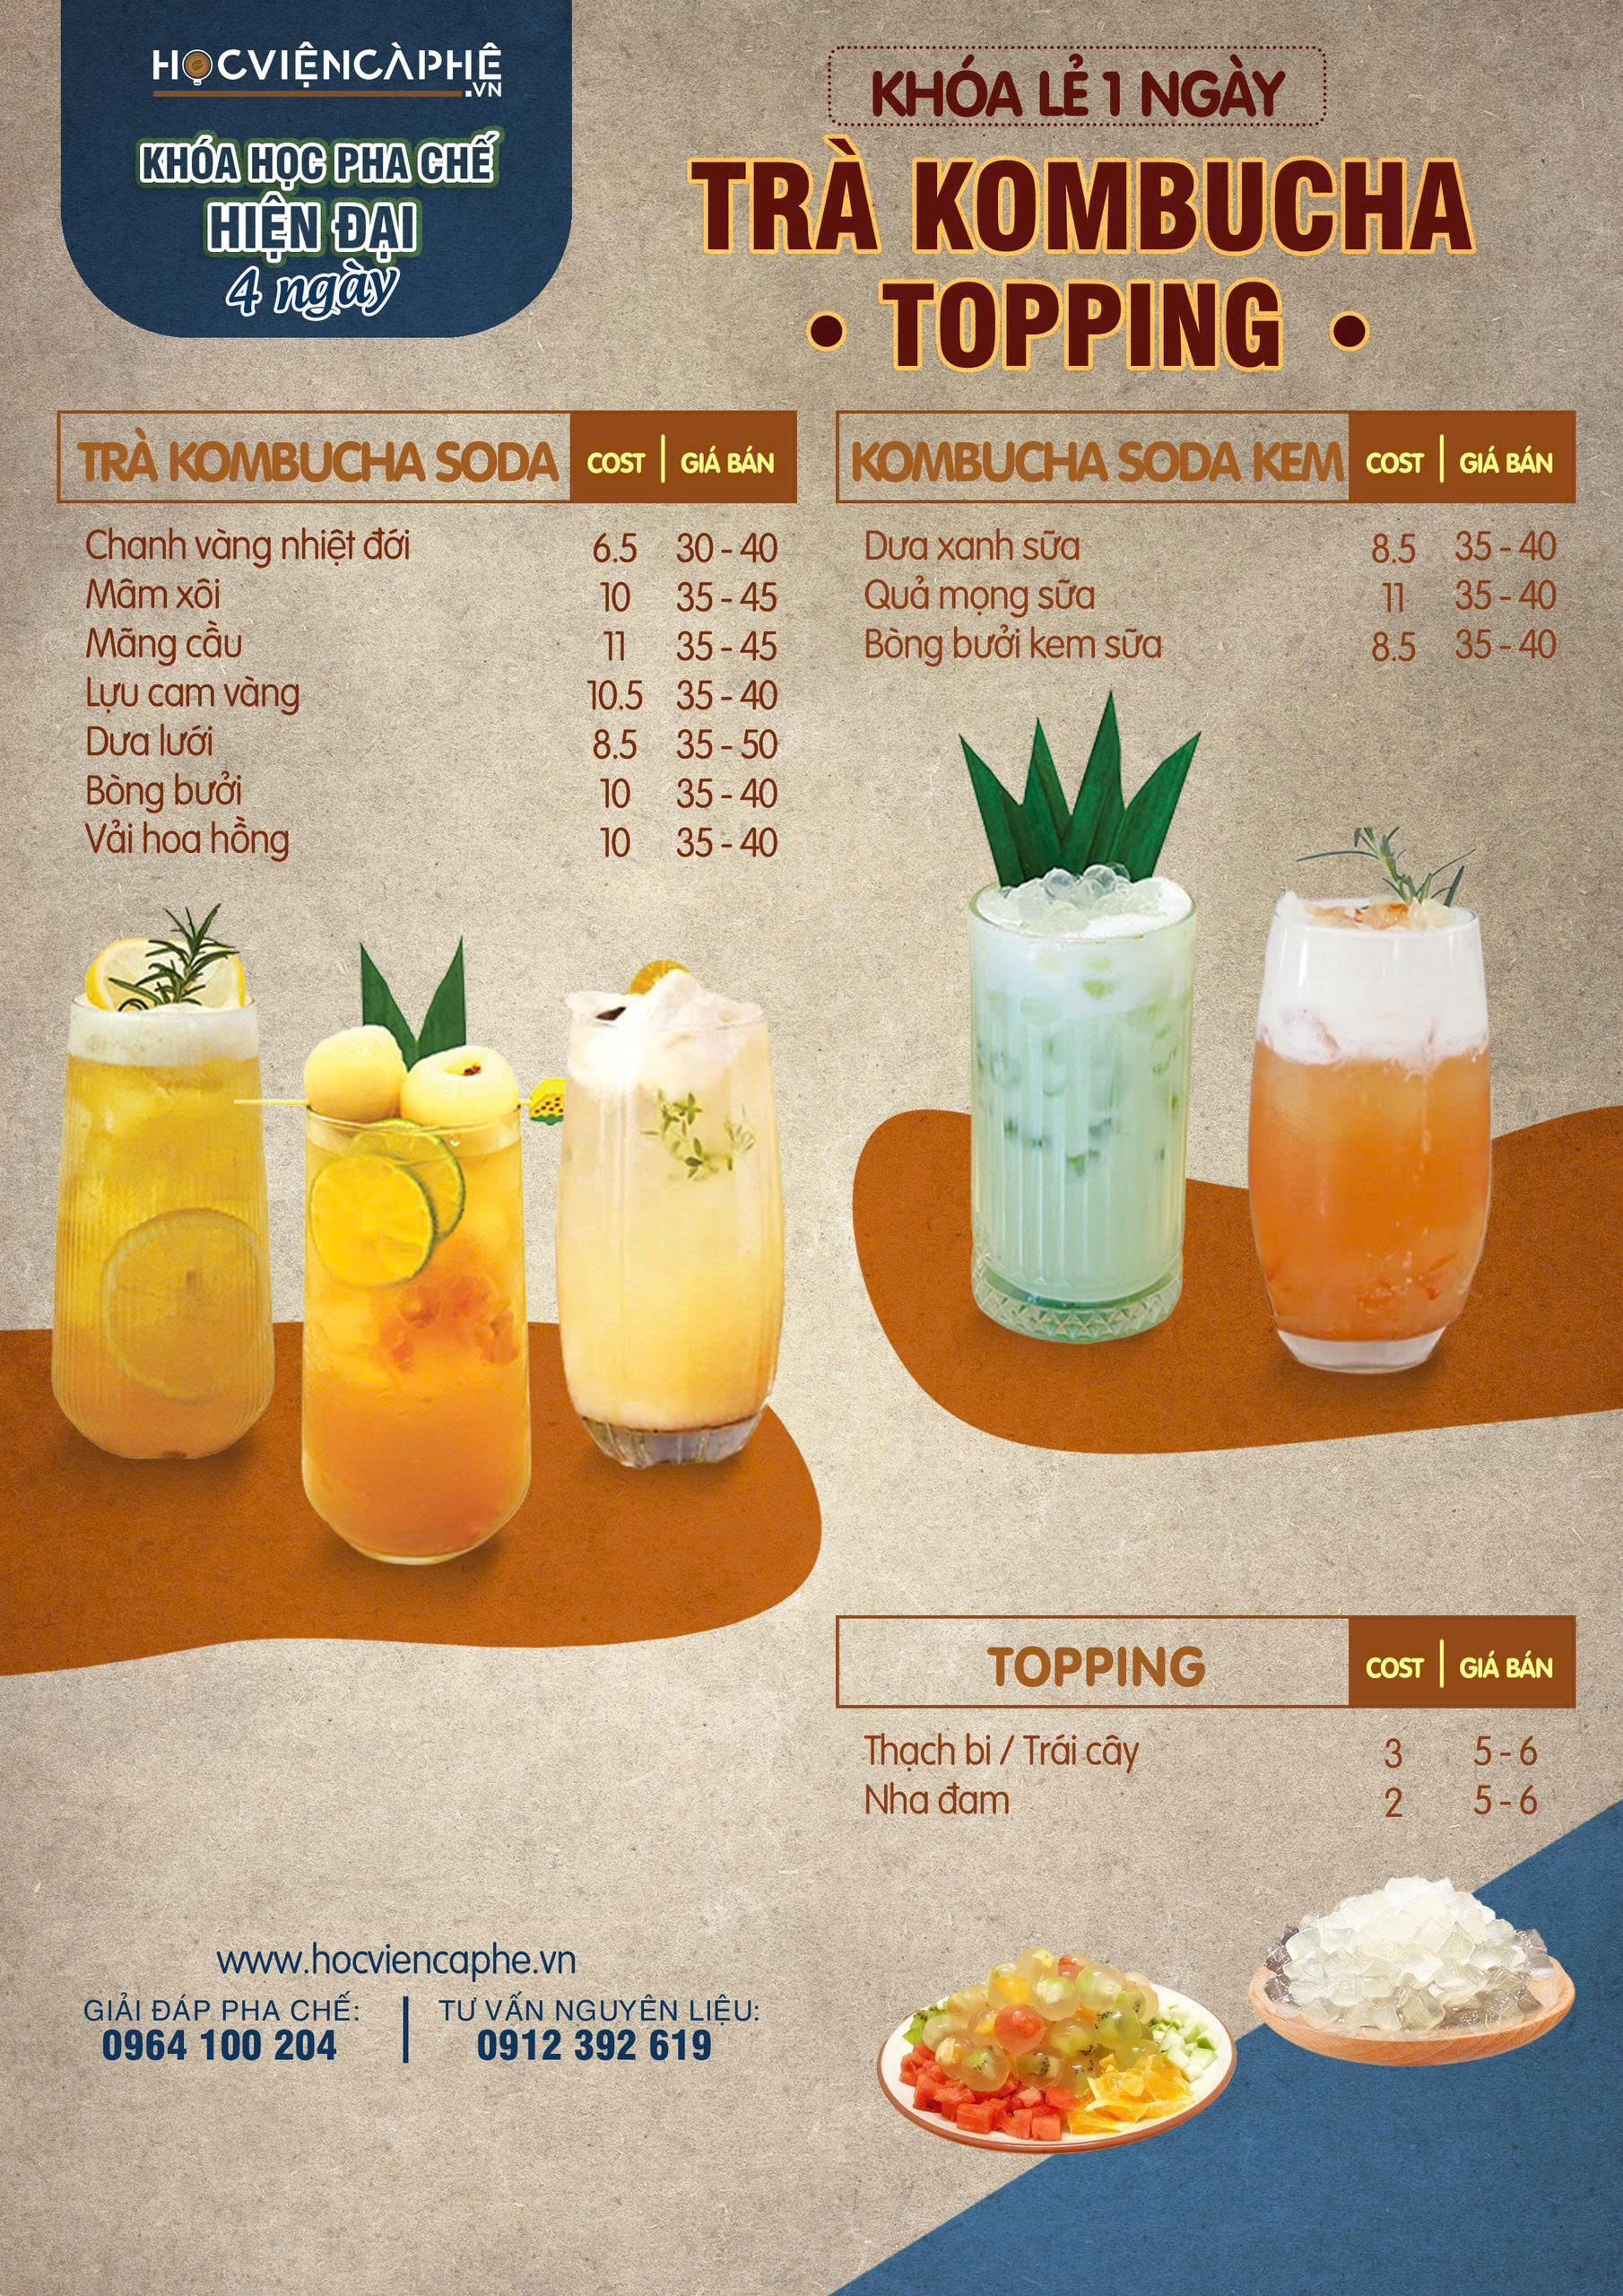 HỌCVIỆNCÀPHÊ
.VN
KHÓA HỌC PHA CHẾ
HIỆN ĐẠI
4 ngày
KHÓA LẺ 1 NGÀY
TRÀ KOMBUCHA
• TOPPING •
TRÀ KOMBUCHA SODA COST | GIÁ BÁN
Chanh vàng nhiệt đới 6.5 30 - 40
Mâm xôi 10 35 - 45
Mãng cầu 11 35 - 45
Lựu cam vàng 10.5 35 - 40
Dưa lưới 8.5 35 - 50
Bòng bưởi 10 35 - 40
Vải hoa hồng 10 35 - 40
KOMBUCHA SODA KEM COST | GIÁ BÁN
Dưa xanh sữa 8.5 35 - 40
Quả mọng sữa 11 35 - 40
Bòng bưởi kem sữa 8.5 35 - 40
TOPPING COST | GIÁ BÁN
Thạch bi / Trái cây 3 5 - 6
Nha đam 2 5 - 6
www.hocviencaphe.vn
GIẢI ĐÁP PHA CHẾ: | TƯ VẤN NGUYÊN LIỆU:
0964 100 204 | 0912 392 619